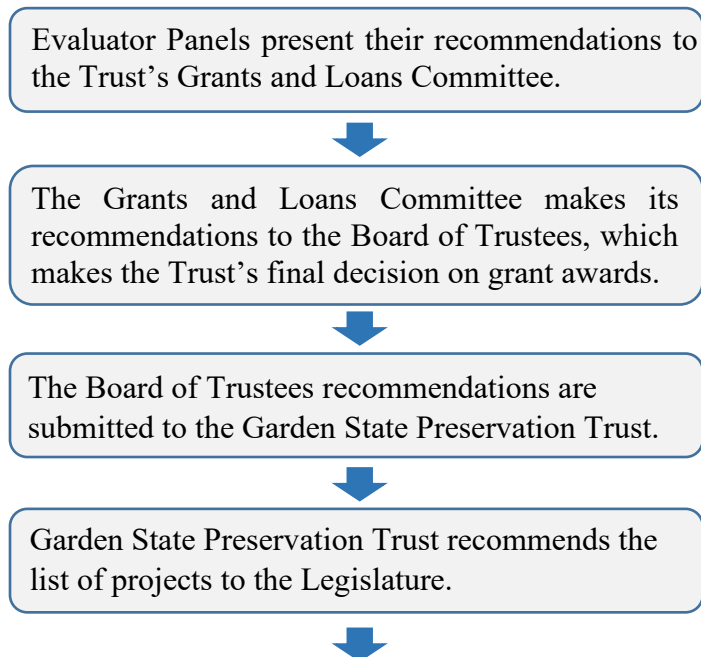 Evaluator Panels present their recommendations to
the Trust’s Grants and Loans Committee.
The Grants and Loans Committee makes its
recommendations to the Board of Trustees, which
makes the Trust’s final decision on grant awards.
The Board of Trustees recommendations are
submitted to the Garden State Preservation Trust.
Garden State Preservation Trust recommends the
list of projects to the Legislature.